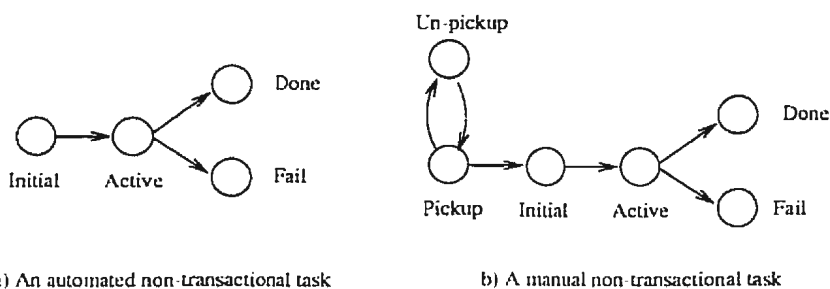 Done
Initial
Active
Fail
a) An automated non-transactional task
Un-pickup
Done
Pickup
Initial
Active
Fail
b) A manual non-transactional task